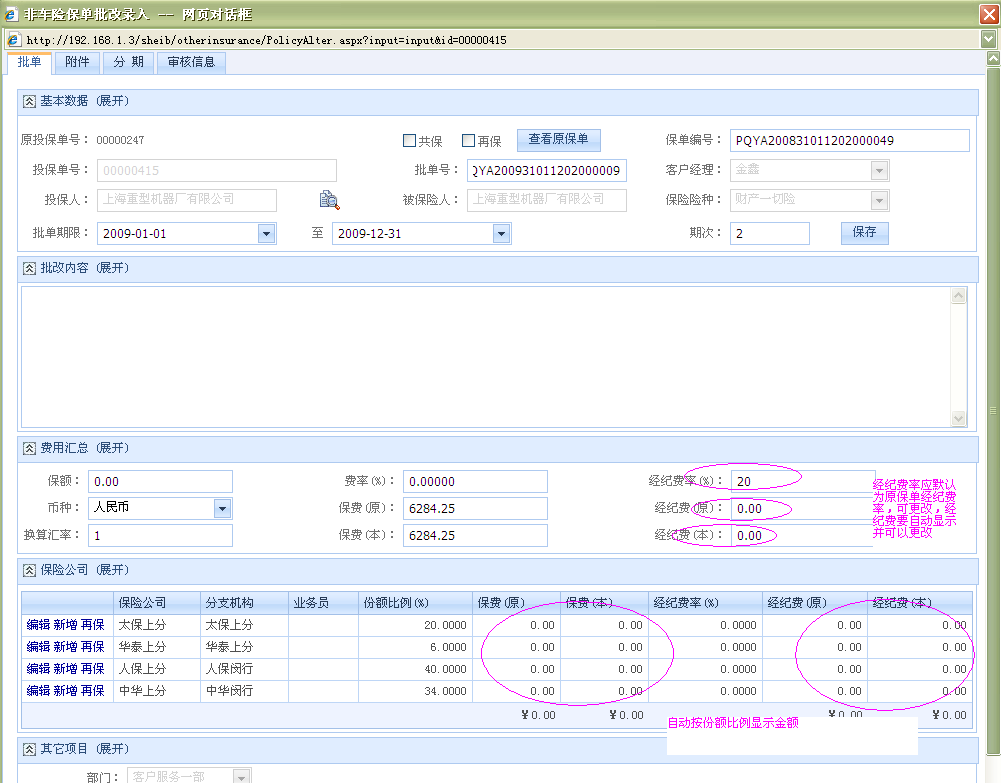 非车险保单批改录入 -- 网页对话框
http://192.168.1.3/sheib/otherinsurance/PolicyAlter.aspx?input=input&id=00000415
批单 附件 分 期 审核信息
基本数据 (展开)
原投保单号： 00000247 共保 再保 查看原保单 保单编号： PQYA200831011202000049
投保单号： 00000415 批单号： QYA200931011202000009 客户经理： 金鑫
投保人： 上海重型机器厂有限公司 被保险人： 上海重型机器厂有限公司 保险险种： 财产一切险
批单期限： 2009-01-01 至 2009-12-31 期次： 2 保存
批改内容 (展开)
费用汇总 (展开)
保额： 0.00 费率(%)： 0.00000 经纪费率(%)： 20
币种： 人民币 保费(原)： 6284.25 经纪费(原)： 0.00
换算汇率： 1 保费(本)： 6284.25 经纪费(本)： 0.00
经纪费率应默认
为原保单经纪费
率，可更改，经
纪费要自动显示
并可以更改
保险公司 (展开)
保险公司 分支机构 业务员 份额比例(%) 保费(原) 保费(本) 经纪费率(%) 经纪费(原) 经纪费(本)
编辑 新增 再保 太保上分 太保上分 20.0000 0.00 0.00 0.0000 0.00 0.00
编辑 新增 再保 华泰上分 华泰上分 6.0000 0.00 0.00 0.0000 0.00 0.00
编辑 新增 再保 人保上分 人保闵行 40.0000 0.00 0.00 0.0000 0.00 0.00
编辑 新增 再保 中华上分 中华闵行 34.0000 0.00 0.00 0.0000 0.00 0.00
￥0.00 ￥0.00 ￥0.00 ￥0.00
自动按份额比例显示金额
其它项目 (展开)
部门： 客户服务一部